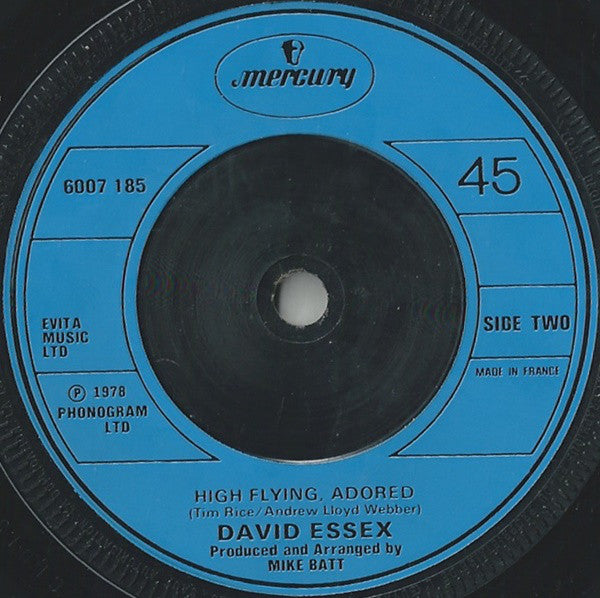 mercury
6007 185
45
EVITA
MUSIC
LTD
SIDE TWO
MADE IN FRANCE
Ⓟ 1978
PHONOGRAM
LTD
HIGH FLYING, ADORED
(Tim Rice/Andrew Lloyd Webber)
DAVID ESSEX
Produced and Arranged by
MIKE BATT